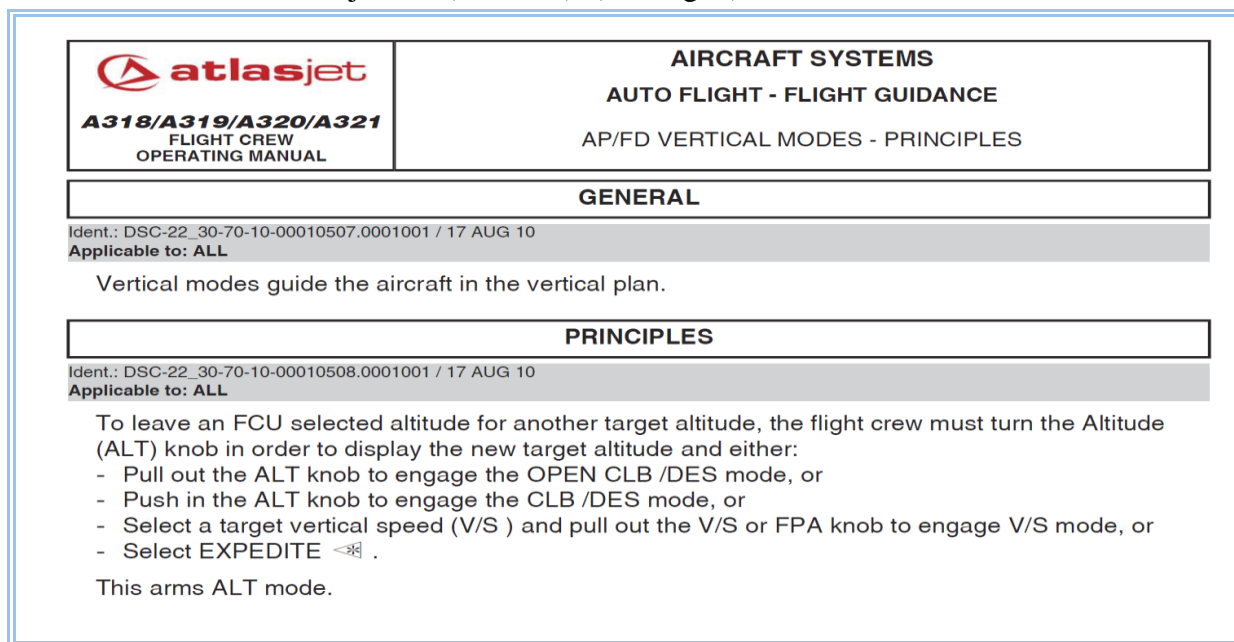 atlasjet
A318/A319/A320/A321
FLIGHT CREW
OPERATING MANUAL
AIRCRAFT SYSTEMS
AUTO FLIGHT - FLIGHT GUIDANCE
AP/FD VERTICAL MODES - PRINCIPLES
GENERAL
Ident.: DSC-22_30-70-10-00010507.0001001 / 17 AUG 10
Applicable to: ALL
Vertical modes guide the aircraft in the vertical plan.
PRINCIPLES
Ident.: DSC-22_30-70-10-00010508.0001001 / 17 AUG 10
Applicable to: ALL
To leave an FCU selected altitude for another target altitude, the flight crew must turn the Altitude
(ALT) knob in order to display the new target altitude and either:
- Pull out the ALT knob to engage the OPEN CLB /DES mode, or
- Push in the ALT knob to engage the CLB /DES mode, or
- Select a target vertical speed (V/S ) and pull out the V/S or FPA knob to engage V/S mode, or
- Select EXPEDITE .
This arms ALT mode.